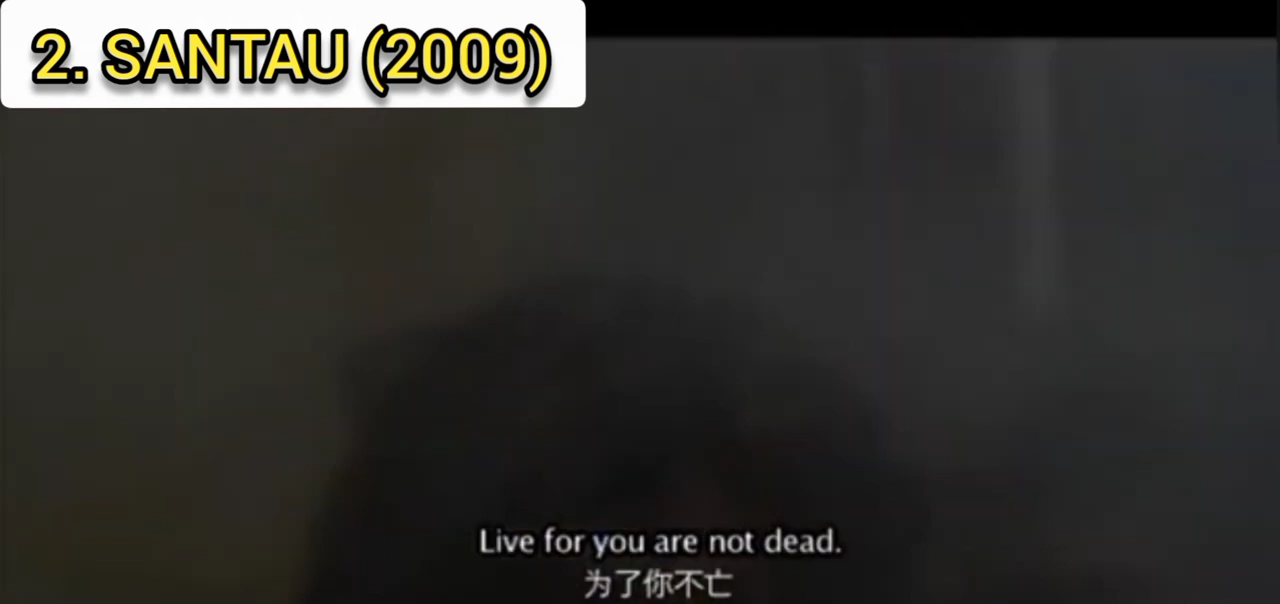 2. SANTAU (2009)
Live for you are not dead.
为了你不亡